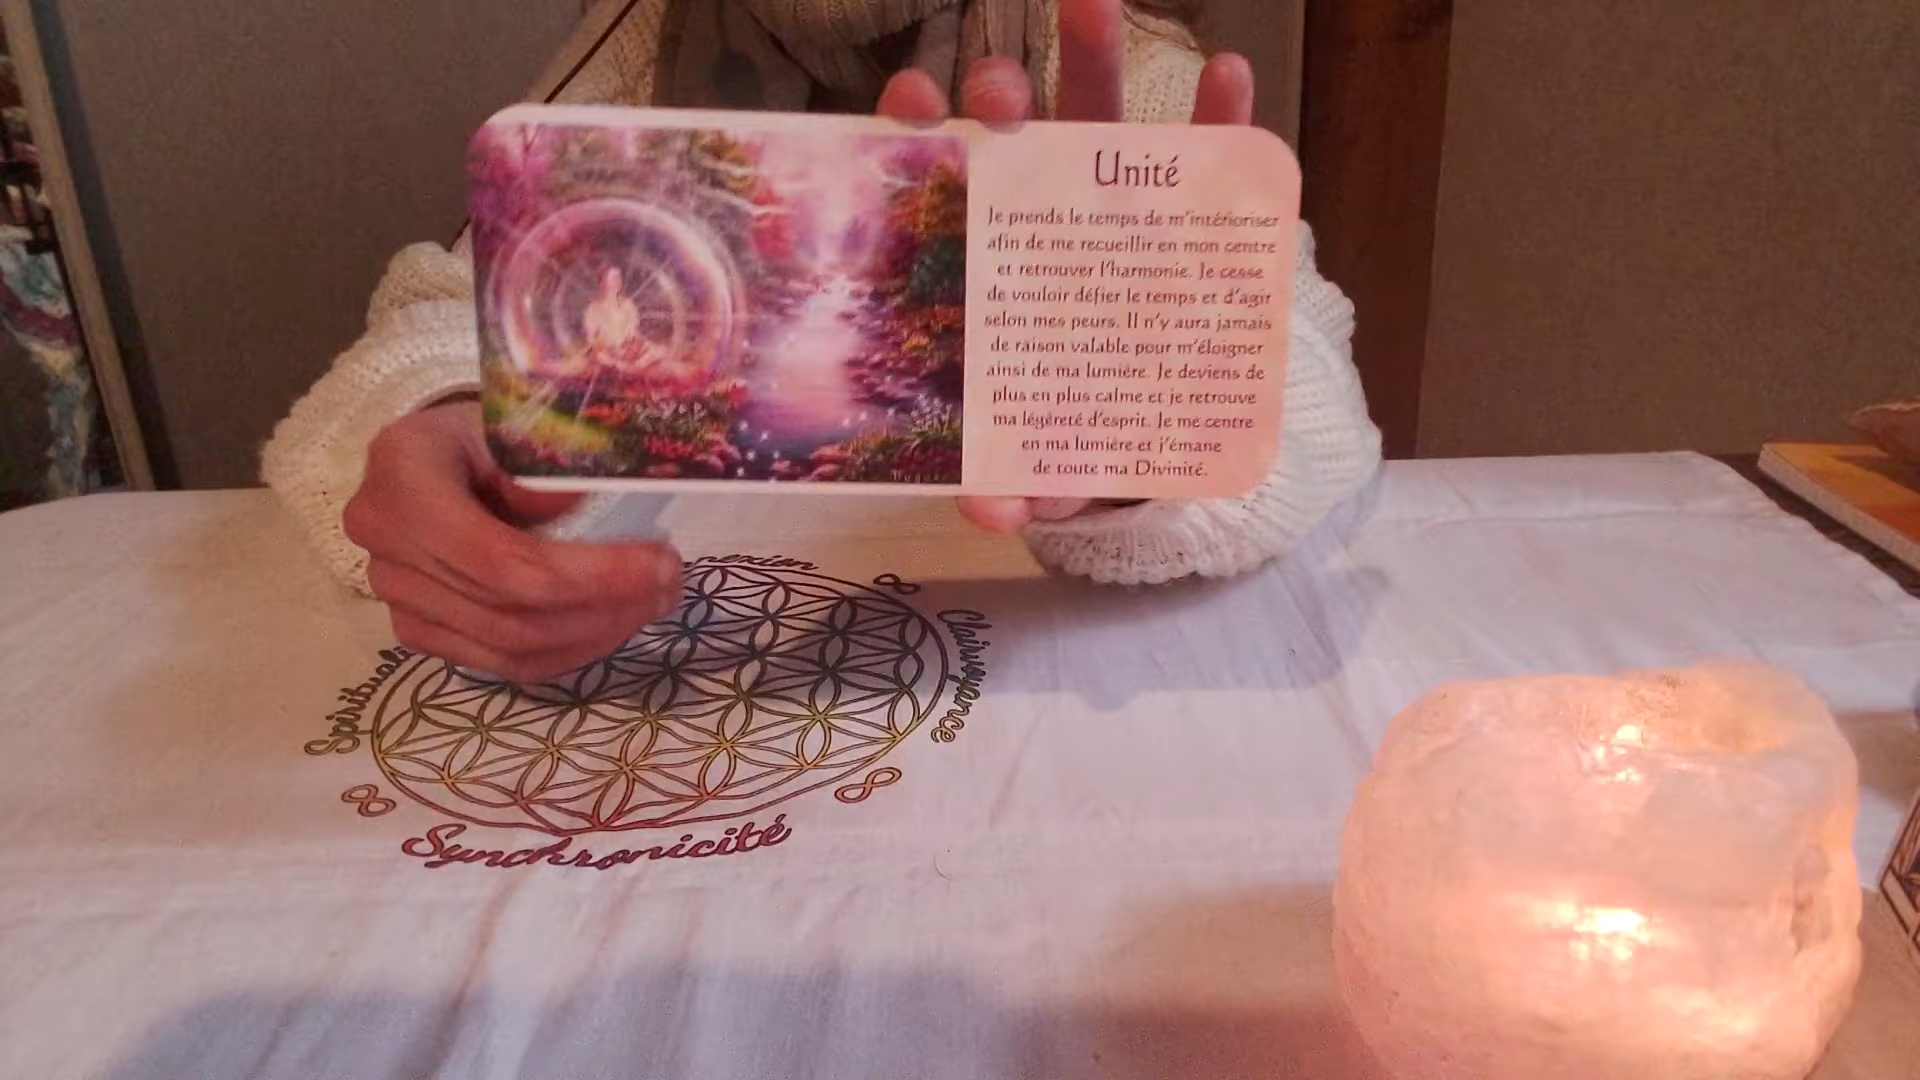 Unité
Je prends le temps de m'intérioriser
afin de me recueillir en mon centre
et retrouver l'harmonie. Je cesse
de vouloir défier le temps et d'agir
selon mes peurs. Il n'y aura jamais
de raison valable pour m'éloigner
ainsi de ma lumière. Je deviens de
plus en plus calme et je retrouve
ma légèreté d'esprit. Je me centre
en ma lumière et j'émane
de toute ma Divinité.
Clairvoyance
Synchronicité